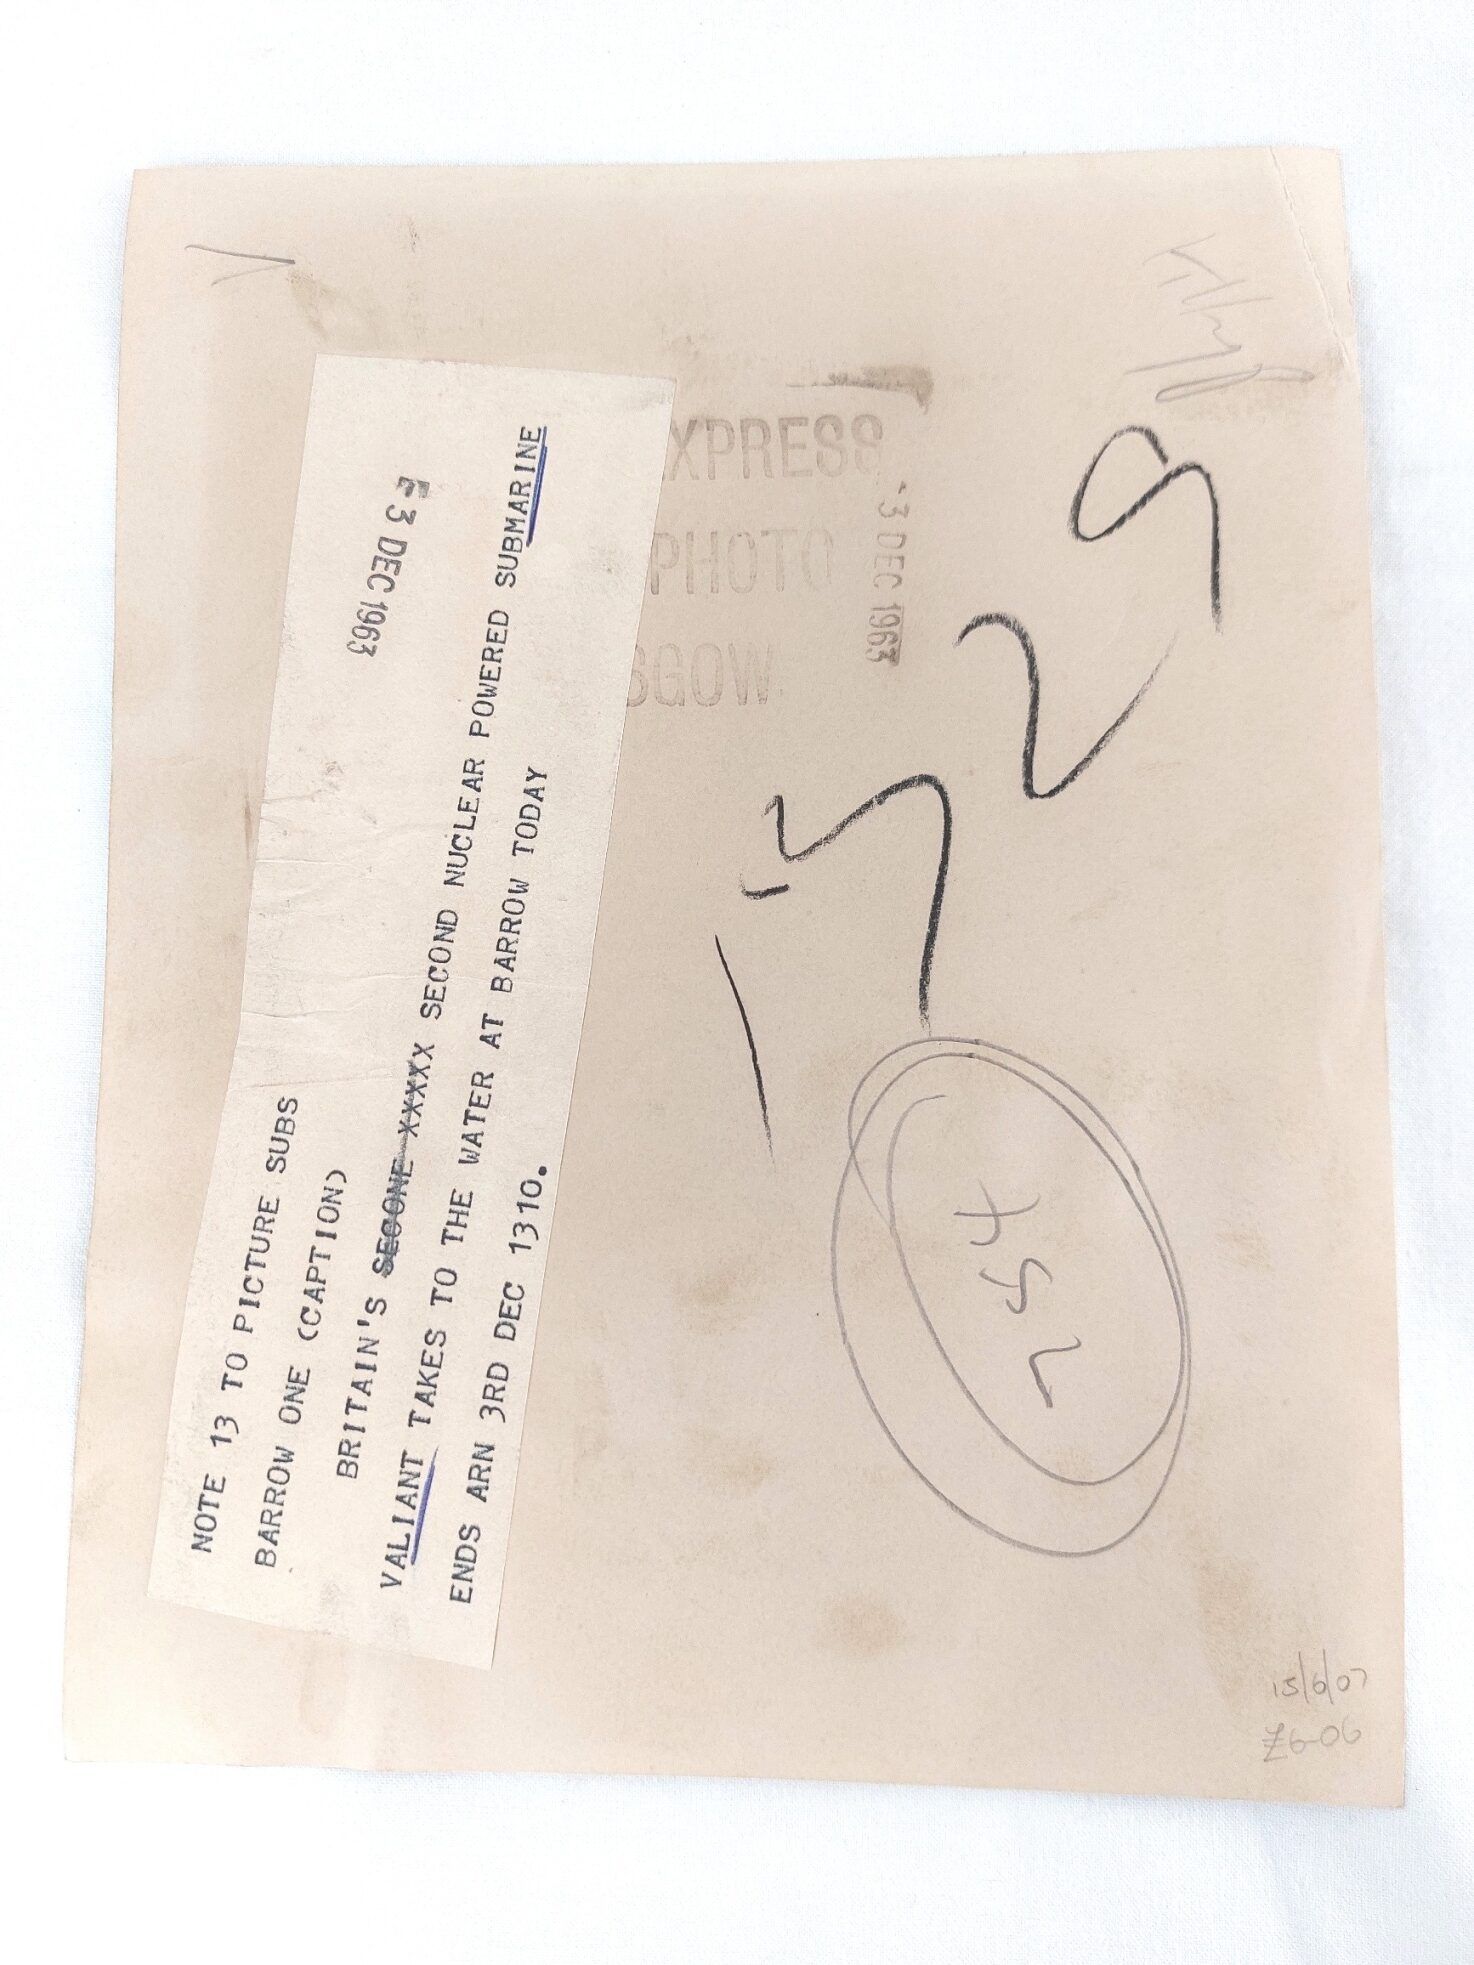 NOTE 13 TO PICTURE SUBS
BARROW ONE (CAPTION)
BRITAIN'S SECONE XXXXX SECOND NUCLEAR POWERED SUBMARINE
VALIANT TAKES TO THE WATER AT BARROW TODAY
ENDS ARN 3RD DEC 1310.
-3 DEC 1963
XPRESS
PHOTO
SGOW
-3 DEC 1963
15/6/07
£6-06